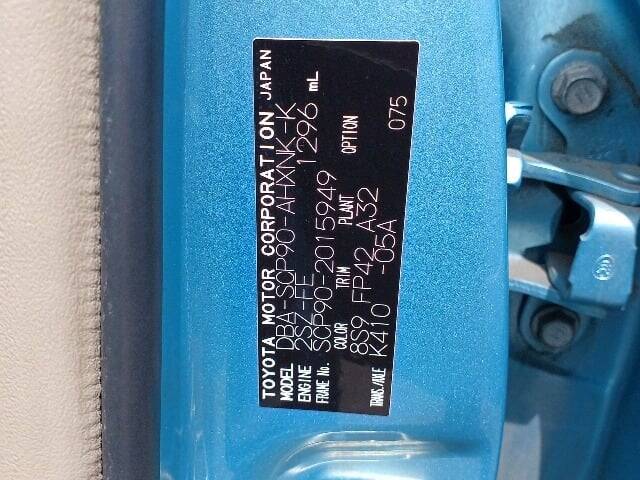 TOYOTA MOTOR CORPORATION JAPAN
MODEL DBA-SCP90-AHXNK -K
ENGINE 2SZ-FE 1296 mL
FRAME No. SCP90-2015949
COLOR TRIM PLANT OPTION
8S9 FP42 A32 075
TRANS./AXLE K410 -05A